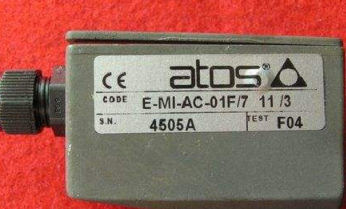 CE atos®
CODE E-MI-AC-01F/7 11 /3
S.N. 4505A TEST F04